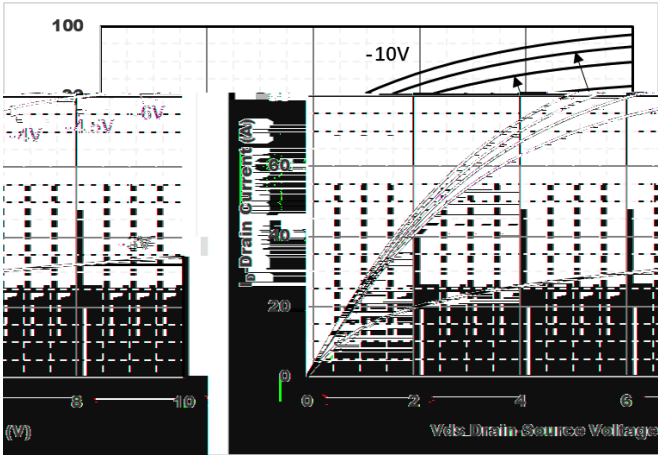 100
-10V
-6V
-4.5V
-4V
60
40
20
0
I_D-Drain Current (A)
8 10 0 2 4 6
(V) Vds Drain-Source Voltage